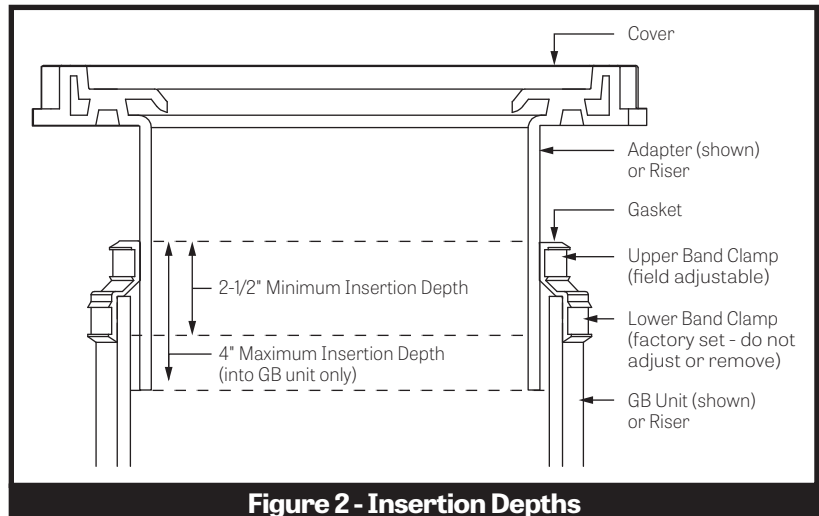 Cover
Adapter (shown)
or Riser
Gasket
Upper Band Clamp
(field adjustable)
2-1/2" Minimum Insertion Depth
Lower Band Clamp
(factory set - do not
adjust or remove)
4" Maximum Insertion Depth
(into GB unit only)
GB Unit (shown)
or Riser
Figure 2 - Insertion Depths